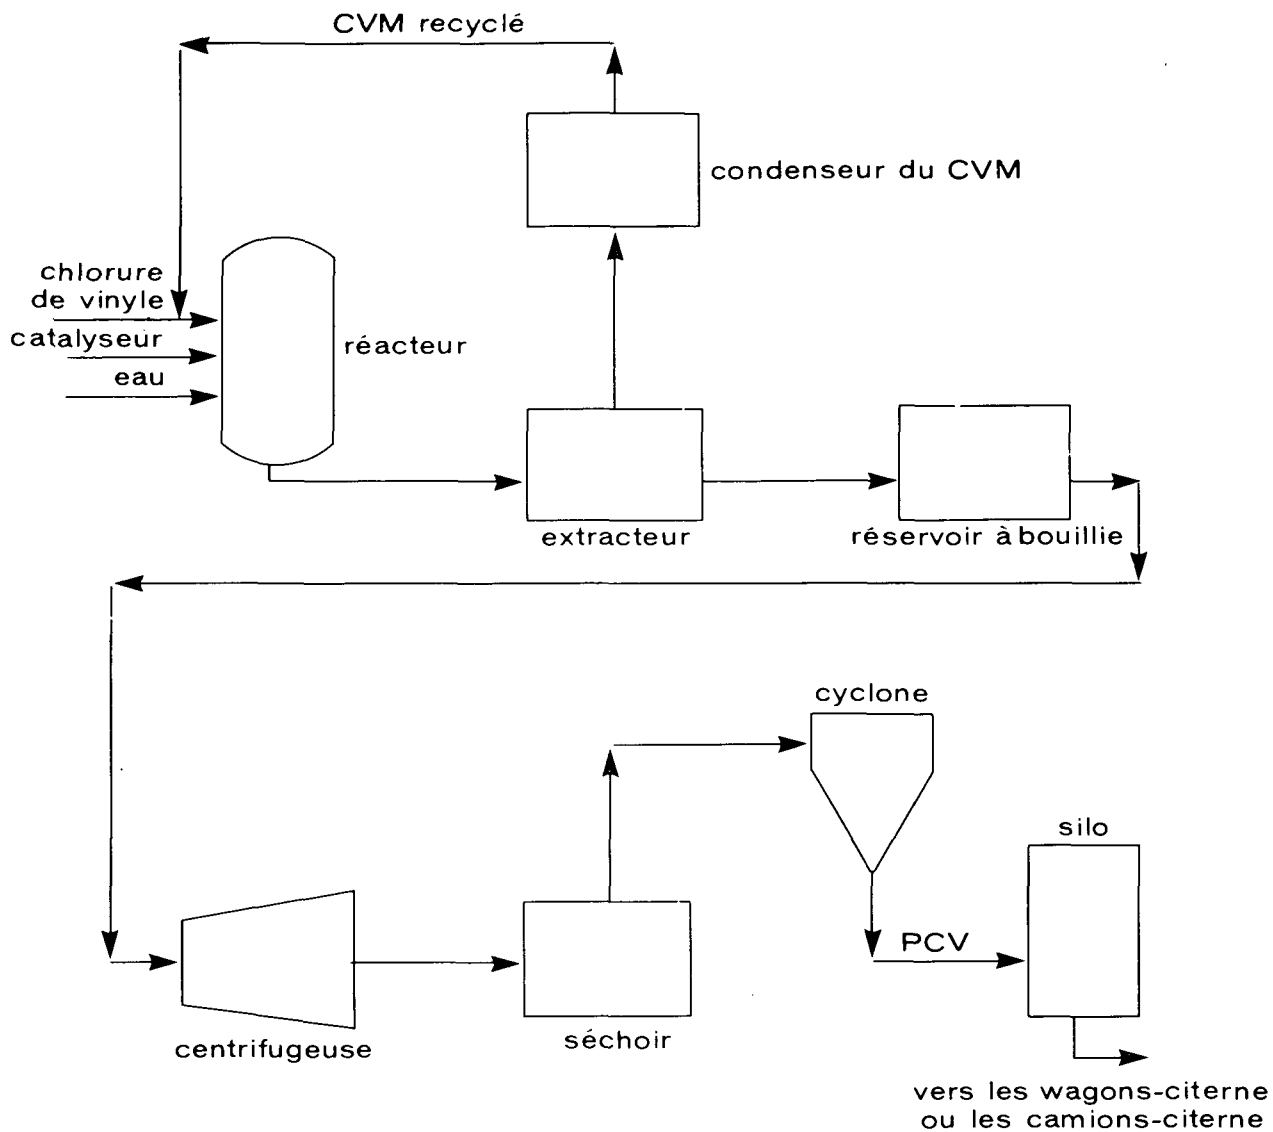 CVM recyclé
condenseur du CVM
chlorure
de vinyle
catalyseur
eau
réacteur
extracteur
réservoir à bouillie
cyclone
silo
PCV
centrifugeuse
séchoir
vers les wagons-citerne
ou les camions-citerne